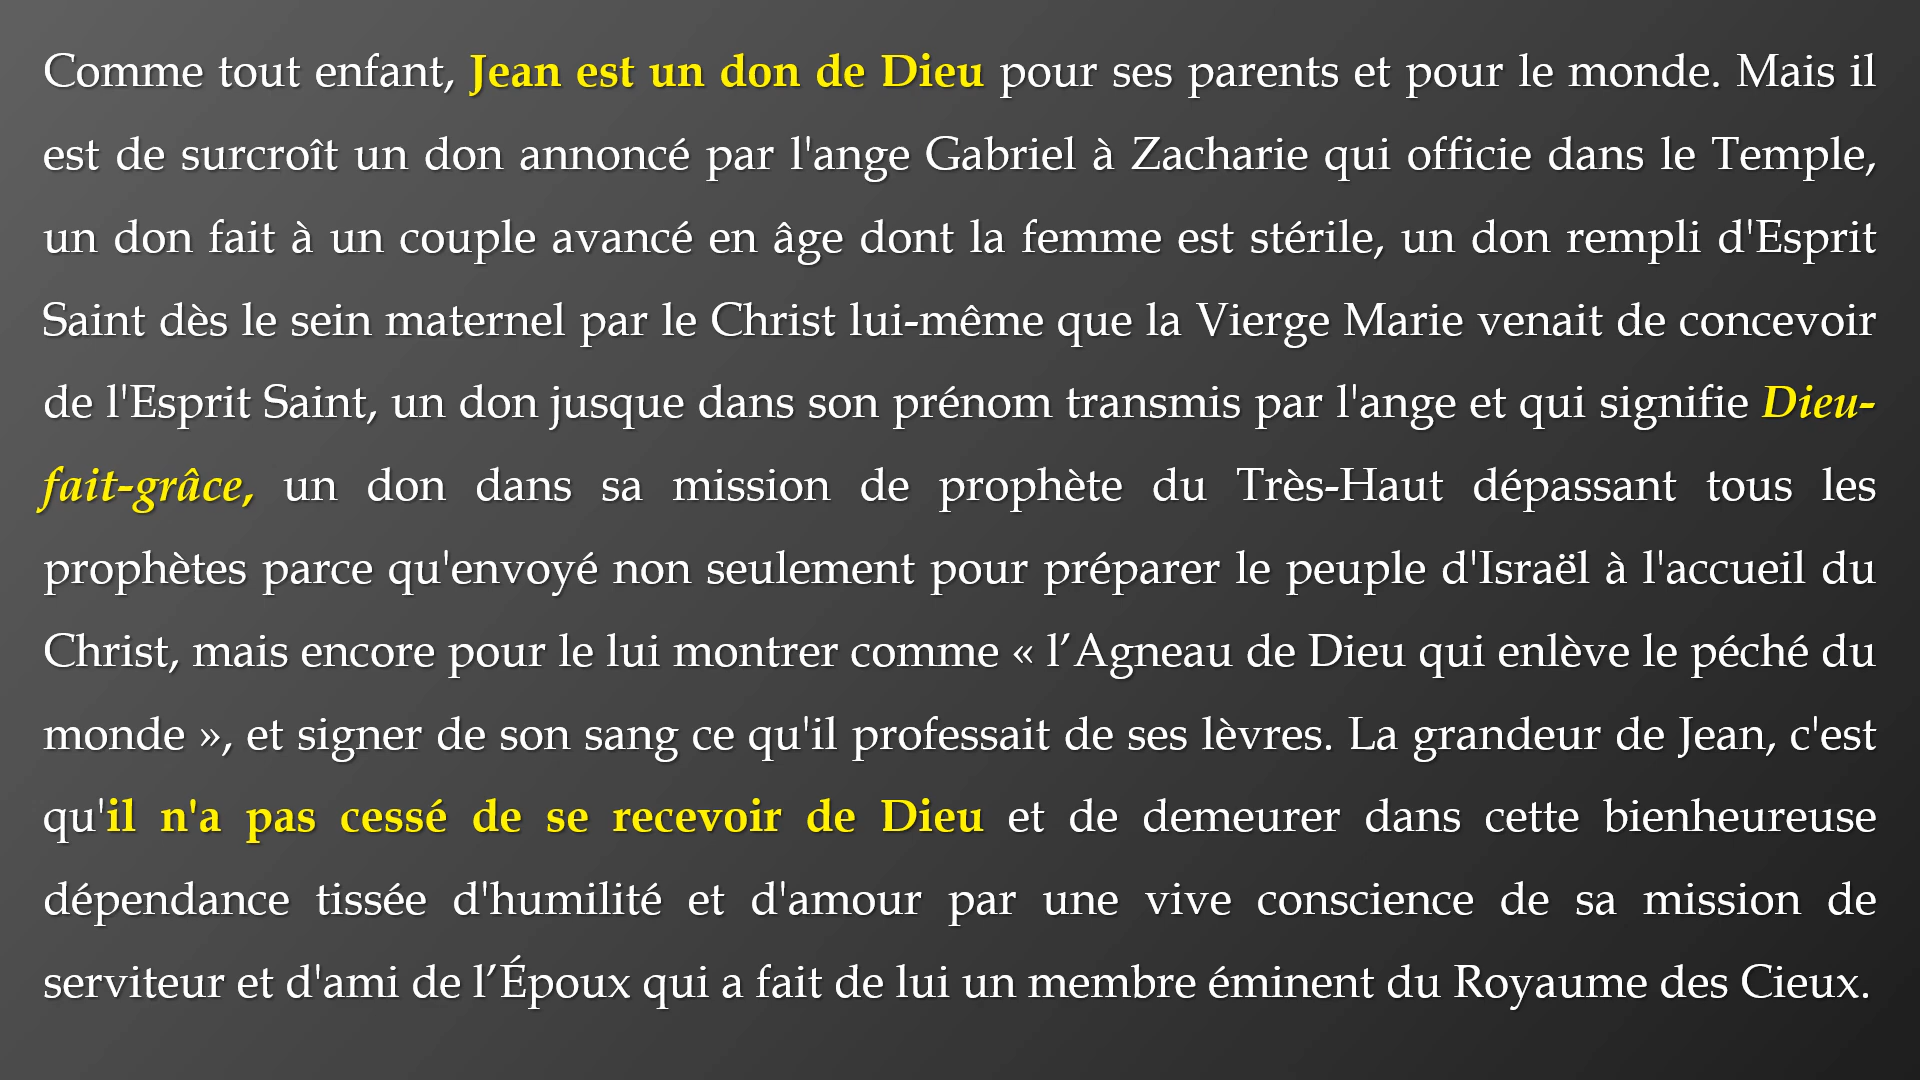 Comme tout enfant, Jean est un don de Dieu pour ses parents et pour le monde. Mais il
est de surcroît un don annoncé par l'ange Gabriel à Zacharie qui officie dans le Temple,
un don fait à un couple avancé en âge dont la femme est stérile, un don rempli d'Esprit
Saint dès le sein maternel par le Christ lui-même que la Vierge Marie venait de concevoir
de l'Esprit Saint, un don jusque dans son prénom transmis par l'ange et qui signifie Dieu-
fait-grâce, un don dans sa mission de prophète du Très-Haut dépassant tous les
prophètes parce qu'envoyé non seulement pour préparer le peuple d'Israël à l'accueil du
Christ, mais encore pour le lui montrer comme « l’Agneau de Dieu qui enlève le péché du
monde », et signer de son sang ce qu'il professait de ses lèvres. La grandeur de Jean, c'est
qu'il n'a pas cessé de se recevoir de Dieu et de demeurer dans cette bienheureuse
dépendance tissée d'humilité et d'amour par une vive conscience de sa mission de
serviteur et d'ami de l’Époux qui a fait de lui un membre éminent du Royaume des Cieux.